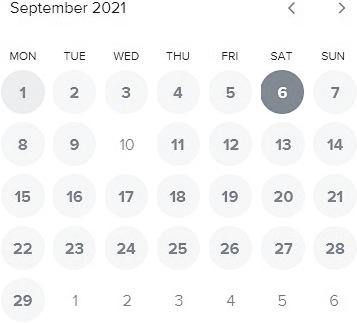 September 2021
MON TUE WED THU FRI SAT SUN
1 2 3 4 5 6 7
8 9 10 11 12 13 14
15 16 17 18 19 20 21
22 23 24 25 26 27 28
29 1 2 3 4 5 6